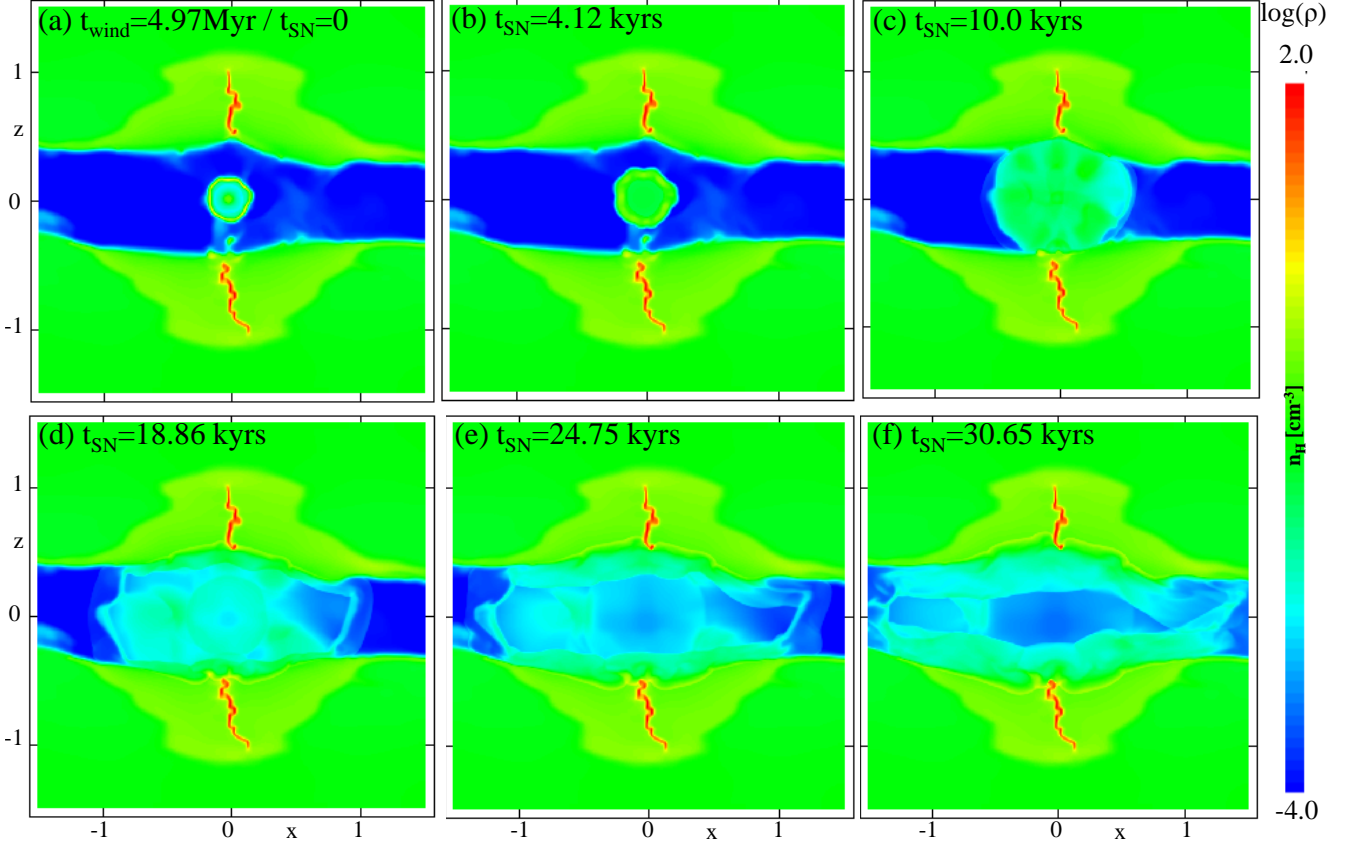 (a) t_wind=4.97Myr / t_SN=0
(b) t_SN=4.12 kyrs
(c) t_SN=10.0 kyrs
log(ρ)
2.0
1
z
0
-1
n_H [cm⁻³]
(d) t_SN=18.86 kyrs
(e) t_SN=24.75 kyrs
(f) t_SN=30.65 kyrs
1
z
0
-1
-4.0
-1 0 x 1
-1 0 x 1
-1 0 x 1